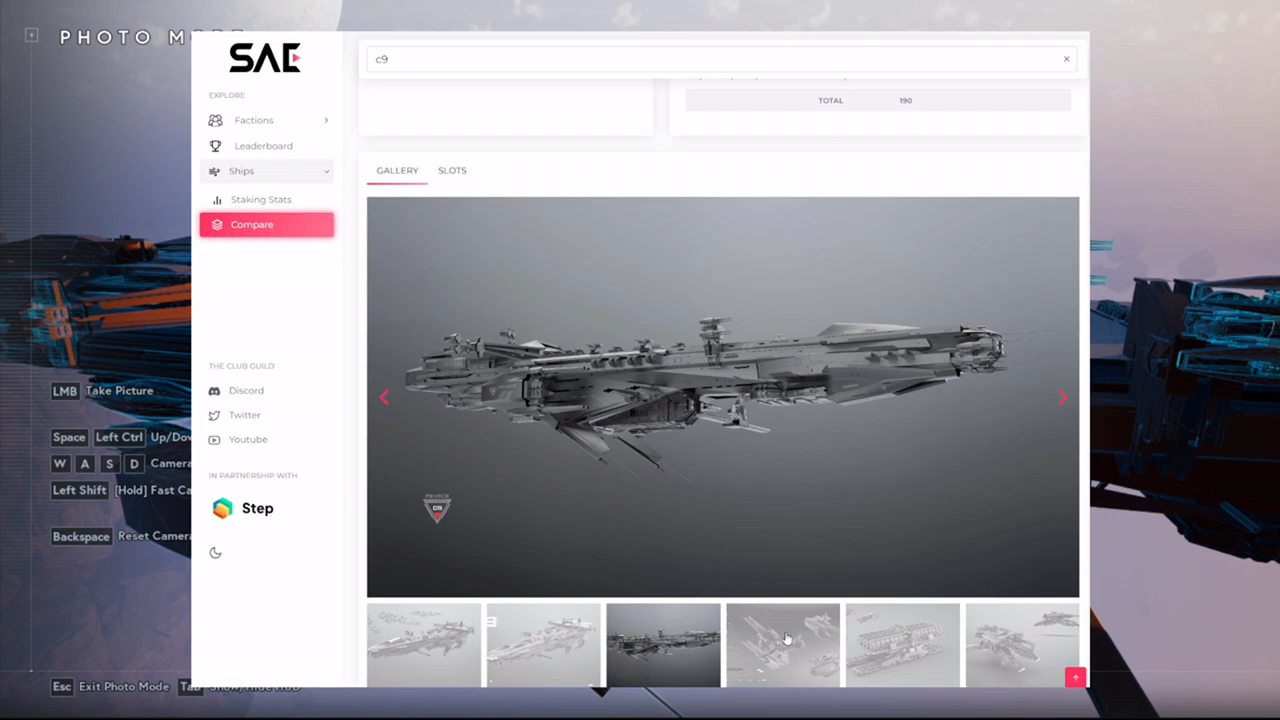 PHOTO M
SAE
c9
EXPLORE
Factions
Leaderboard
Ships
Staking Stats
Compare
TOTAL 190
GALLERY SLOTS
THE CLUB GUILD
Discord
Twitter
Youtube
IN PARTNERSHIP WITH
Step
LMB Take Picture
Space Left Ctrl Up/Dow
W A S D Camera
Left Shift [Hold] Fast Ca
Backspace Reset Camera
Esc Exit Photo Mode Tab Show/Hide HUD